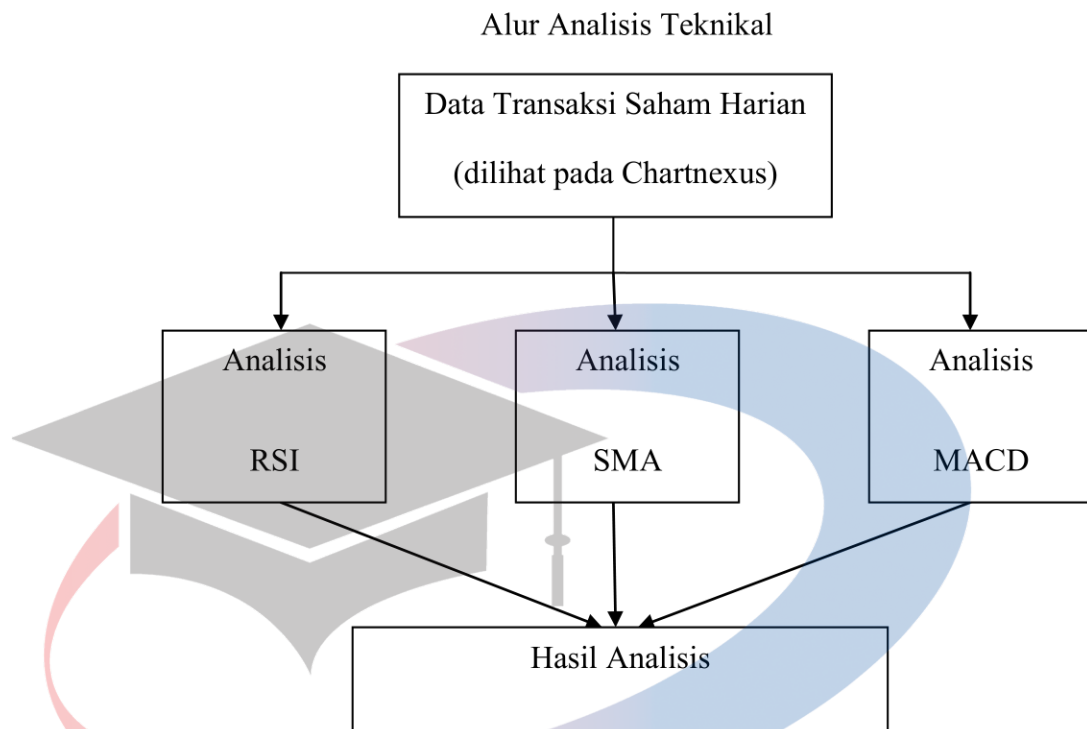 Alur Analisis Teknikal
Data Transaksi Saham Harian
(dilihat pada Chartnexus)
Analisis
RSI
Analisis
SMA
Analisis
MACD
Hasil Analisis